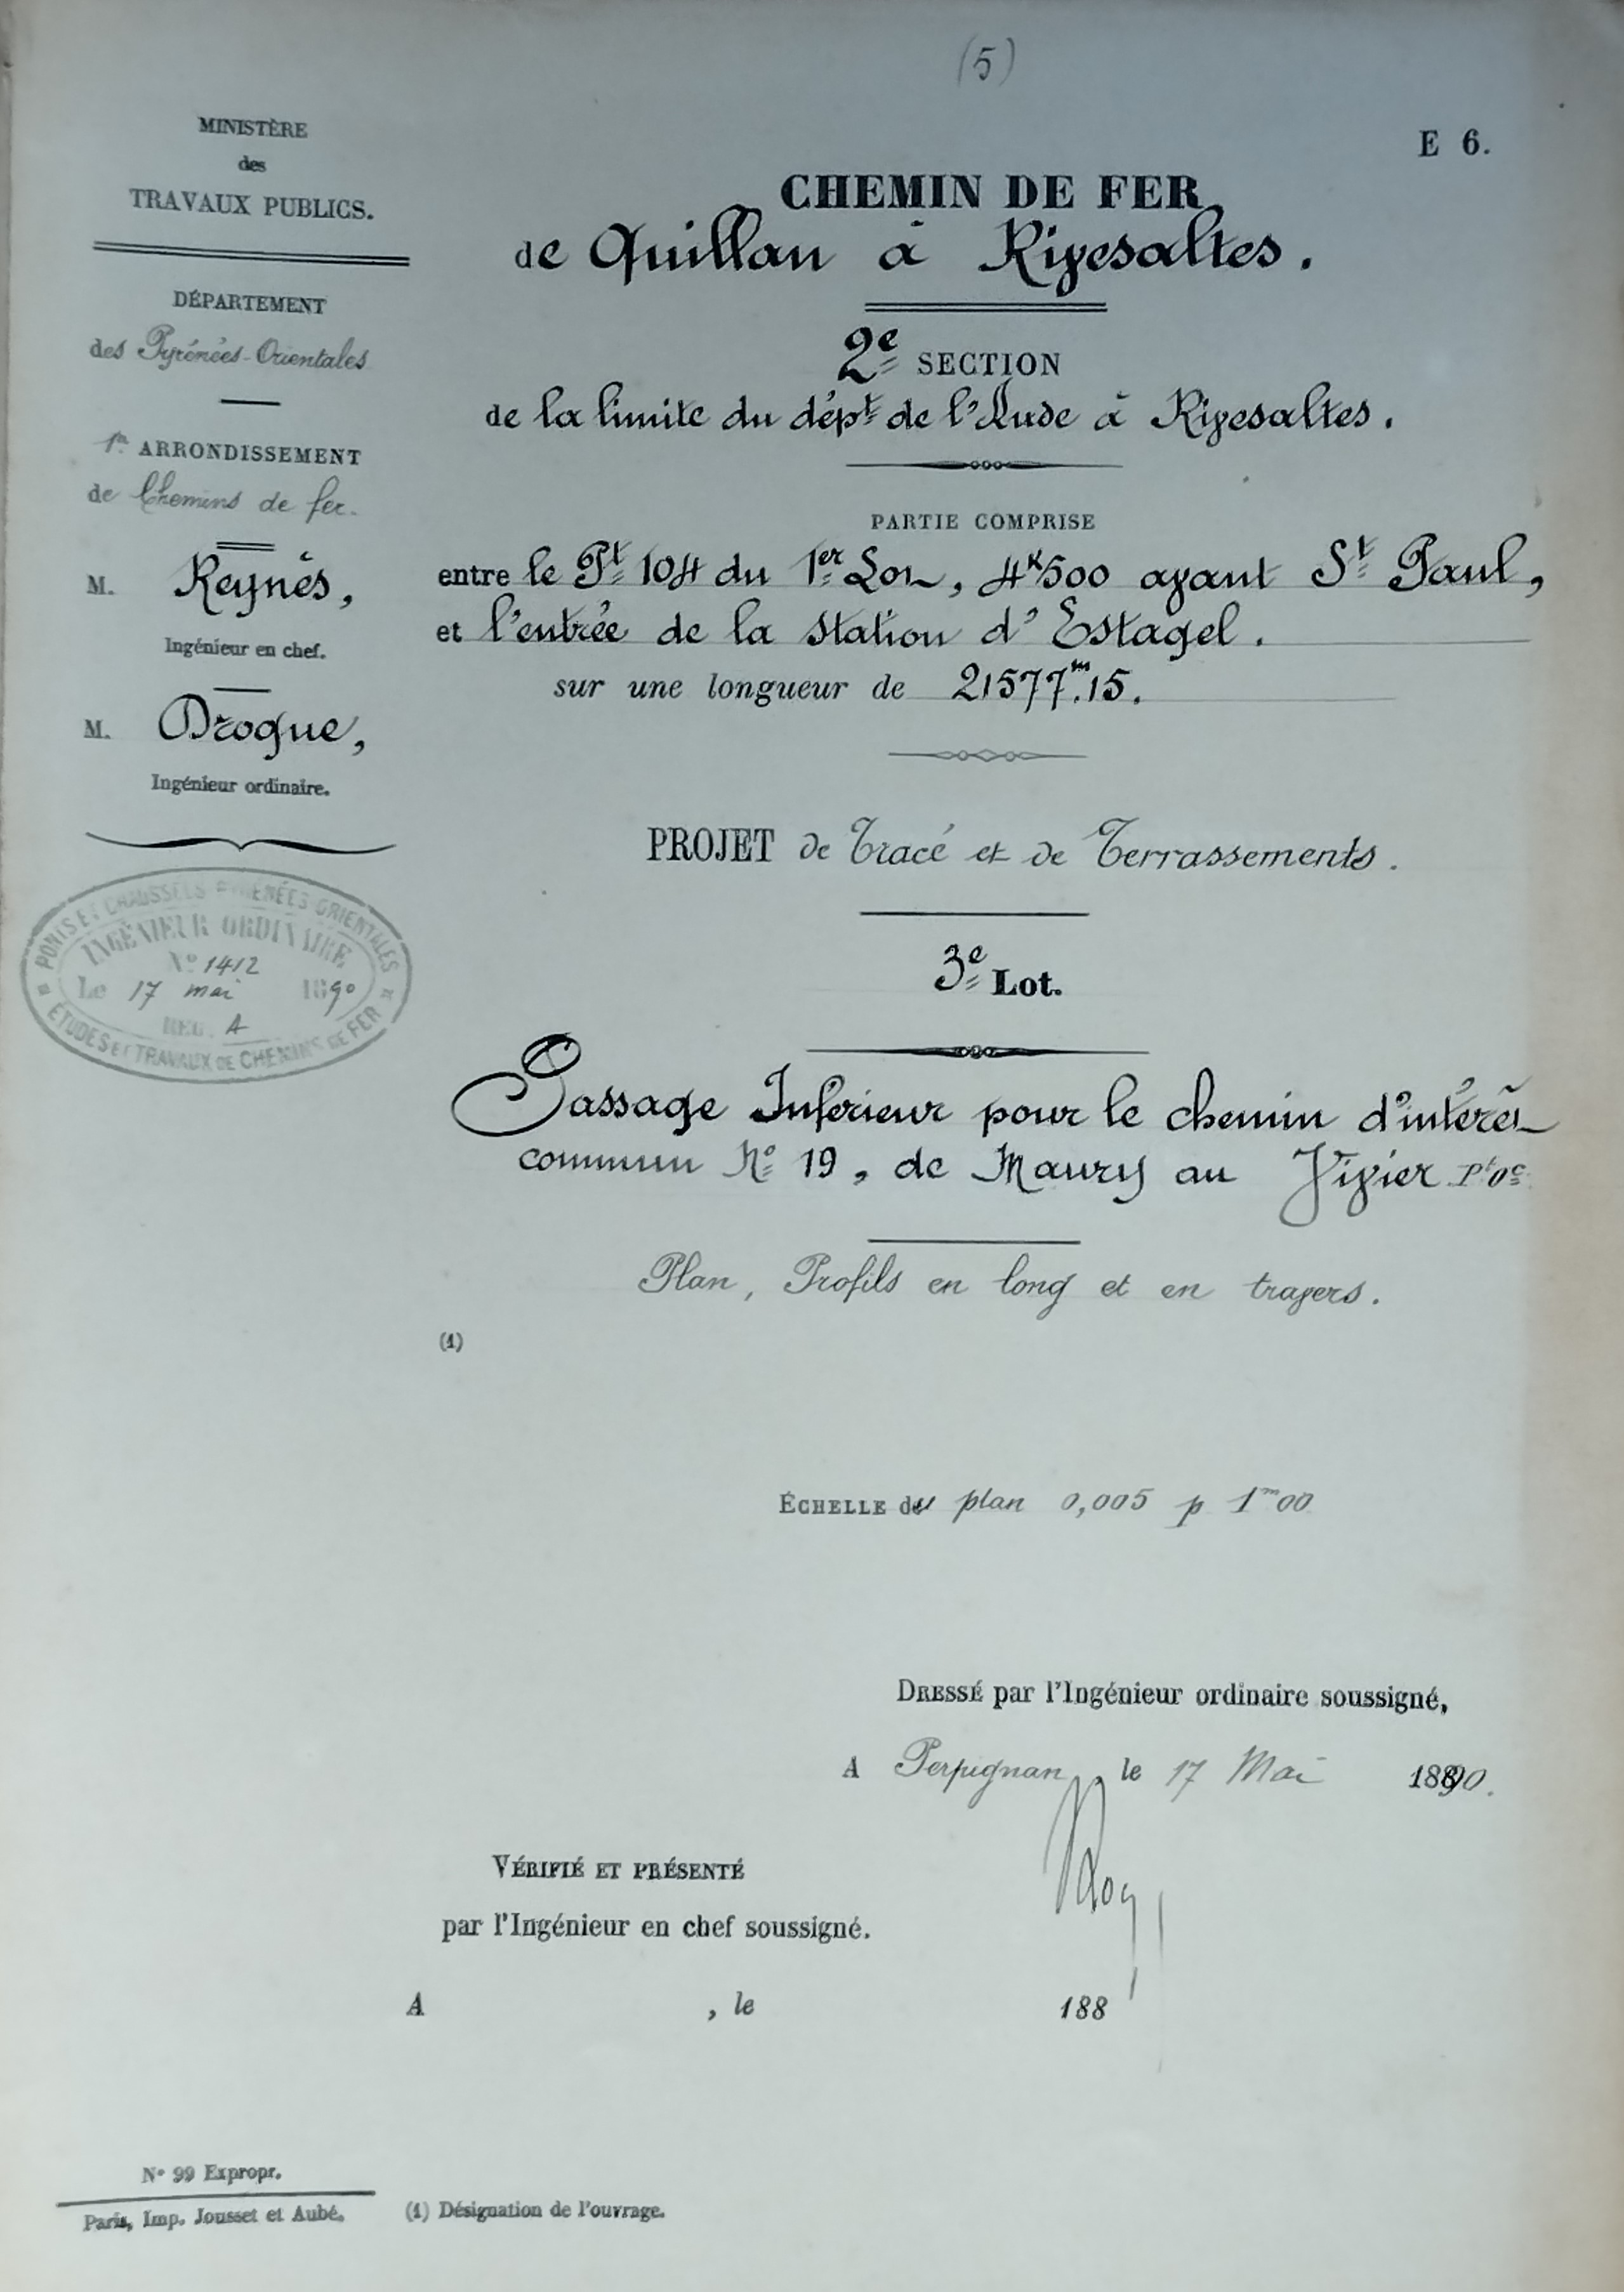 (5)
E 6.
MINISTÈRE
des
TRAVAUX PUBLICS.
DÉPARTEMENT
des Pyrénées-Orientales
1er ARRONDISSEMENT
de Chemins de fer.
M. Reynès,
Ingénieur en chef.
M. Drogue,
Ingénieur ordinaire.
PONTS ET CHAUSSÉES PYRÉNÉES ORIENTALES
INGÉNIEUR ORDINAIRE
No 1412
Le 17 mai 1890
REG. A
ETUDES ET TRAVAUX DE CHEMINS DE FER
CHEMIN DE FER
de Quillan à Rivesaltes.
2e SECTION
de la limite du dépt de l'Aude à Rivesaltes.
PARTIE COMPRISE
entre le Pt 104 du 1er Lot, 4k500 avant St Paul,
et l'entrée de la station d'Estagel.
sur une longueur de 21577m.15.
PROJET de Tracé et de Terrassements.
3e Lot.
Passage Inférieur pour le chemin d'intérêt
commun No 19, de Maury au Vivier
Plan, Profils en long et en travers.
(1)
ÉCHELLE du plan 0,005 p 1m00
DRESSÉ par l'Ingénieur ordinaire soussigné,
A Perpignan, le 17 Mai 1890.
VÉRIFIÉ ET PRÉSENTÉ
par l'Ingénieur en chef soussigné.
A , le 188
No 99 Expropr.
Paris, Imp. Jousset et Aubé.
(1) Désignation de l'ouvrage.